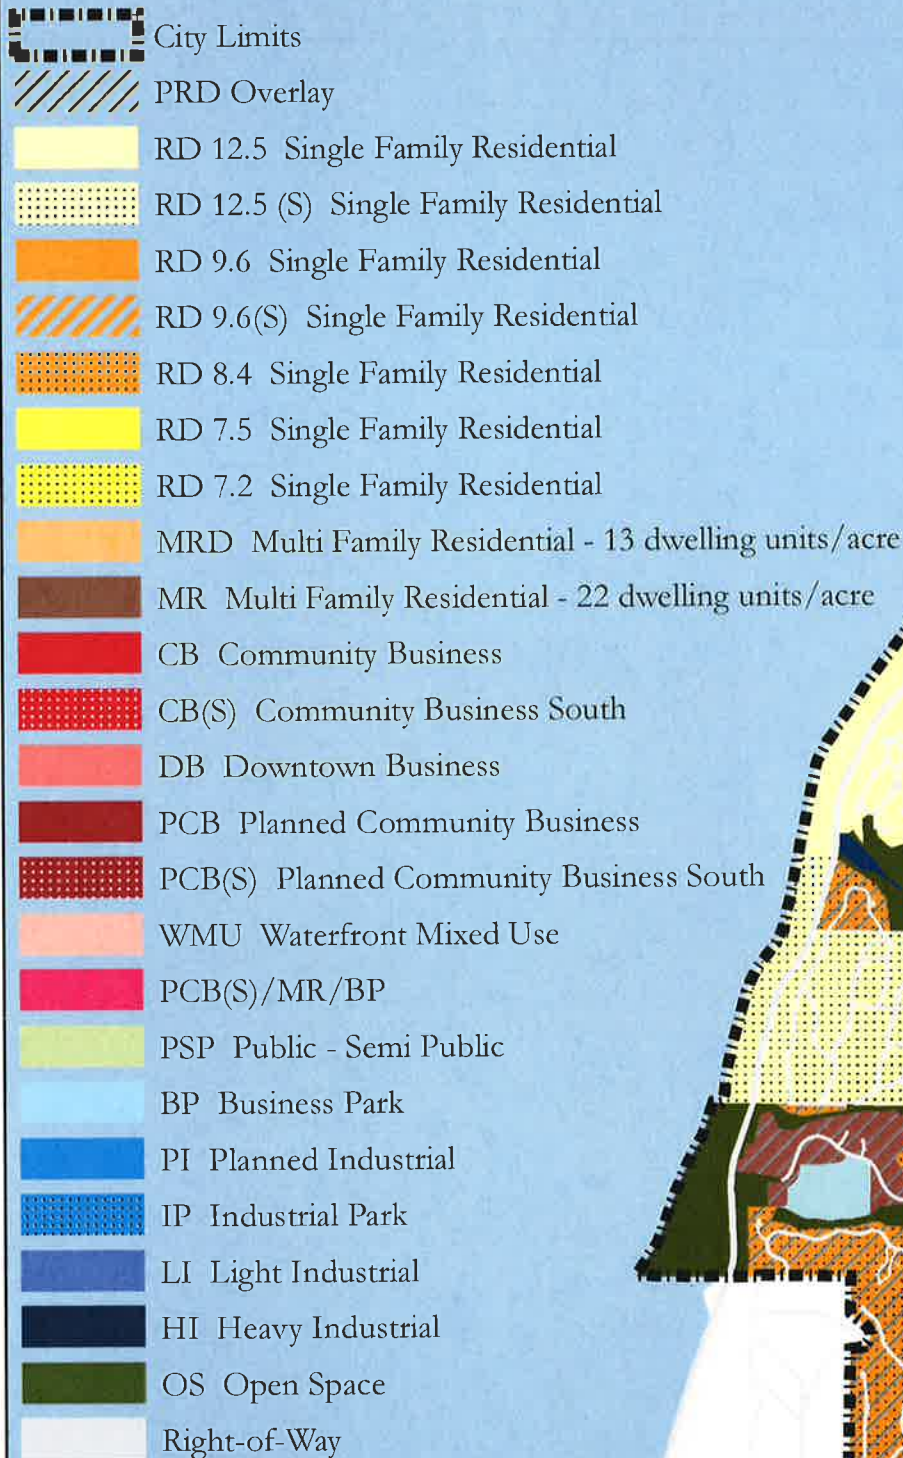 City Limits
PRD Overlay
RD 12.5 Single Family Residential
RD 12.5 (S) Single Family Residential
RD 9.6 Single Family Residential
RD 9.6(S) Single Family Residential
RD 8.4 Single Family Residential
RD 7.5 Single Family Residential
RD 7.2 Single Family Residential
MRD Multi Family Residential - 13 dwelling units/acre
MR Multi Family Residential - 22 dwelling units/acre
CB Community Business
CB(S) Community Business South
DB Downtown Business
PCB Planned Community Business
PCB(S) Planned Community Business South
WMU Waterfront Mixed Use
PCB(S)/MR/BP
PSP Public - Semi Public
BP Business Park
PI Planned Industrial
IP Industrial Park
LI Light Industrial
HI Heavy Industrial
OS Open Space
Right-of-Way